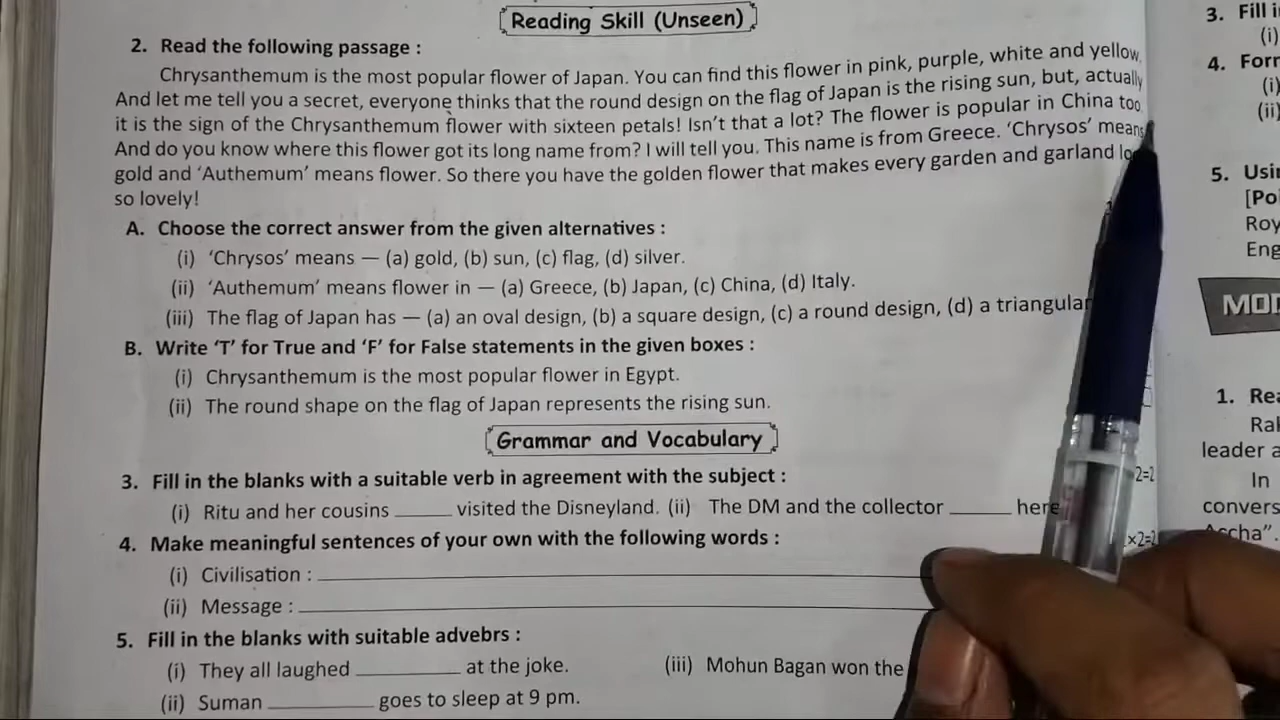 Reading Skill (Unseen)
2. Read the following passage :
Chrysanthemum is the most popular flower of Japan. You can find this flower in pink, purple, white and yellow.
And let me tell you a secret, everyone thinks that the round design on the flag of Japan is the rising sun, but, actually
it is the sign of the Chrysanthemum flower with sixteen petals! Isn't that a lot? The flower is popular in China too.
And do you know where this flower got its long name from? I will tell you. This name is from Greece. 'Chrysos' means
gold and 'Authemum' means flower. So there you have the golden flower that makes every garden and garland
so lovely!
A. Choose the correct answer from the given alternatives :
(i) 'Chrysos' means — (a) gold, (b) sun, (c) flag, (d) silver.
(ii) 'Authemum' means flower in — (a) Greece, (b) Japan, (c) China, (d) Italy.
(iii) The flag of Japan has — (a) an oval design, (b) a square design, (c) a round design, (d) a triangular
B. Write 'T' for True and 'F' for False statements in the given boxes :
(i) Chrysanthemum is the most popular flower in Egypt.
(ii) The round shape on the flag of Japan represents the rising sun.
Grammar and Vocabulary
3. Fill in the blanks with a suitable verb in agreement with the subject :
2=2
(i) Ritu and her cousins _____ visited the Disneyland. (ii) The DM and the collector _____ here
4. Make meaningful sentences of your own with the following words :
×2=2
(i) Civilisation :
(ii) Message :
5. Fill in the blanks with suitable advebrs :
(i) They all laughed _____ at the joke. (iii) Mohun Bagan won the
(ii) Suman _____ goes to sleep at 9 pm.
3. Fill i
(i)
4. For
(i)
(ii)
5. Usi
[Po
Roy
Eng
MO
1. Rea
Ra
leader a
In
convers
Accha".